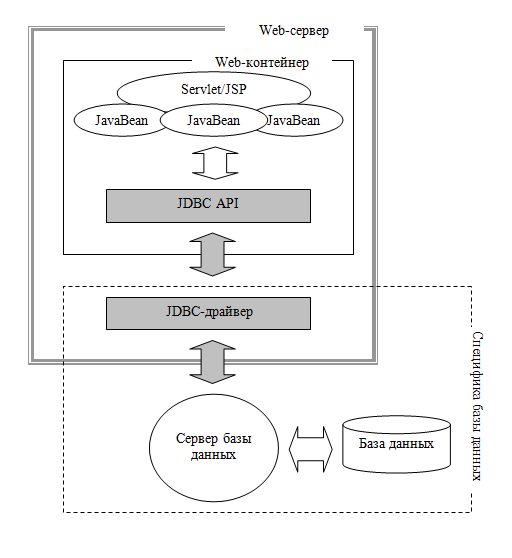 Web-сервер
Web-контейнер
Servlet/JSP
JavaBean
JavaBean
JavaBean
JDBC API
JDBC-драйвер
Специфика базы данных
Сервер базы
данных
База данных